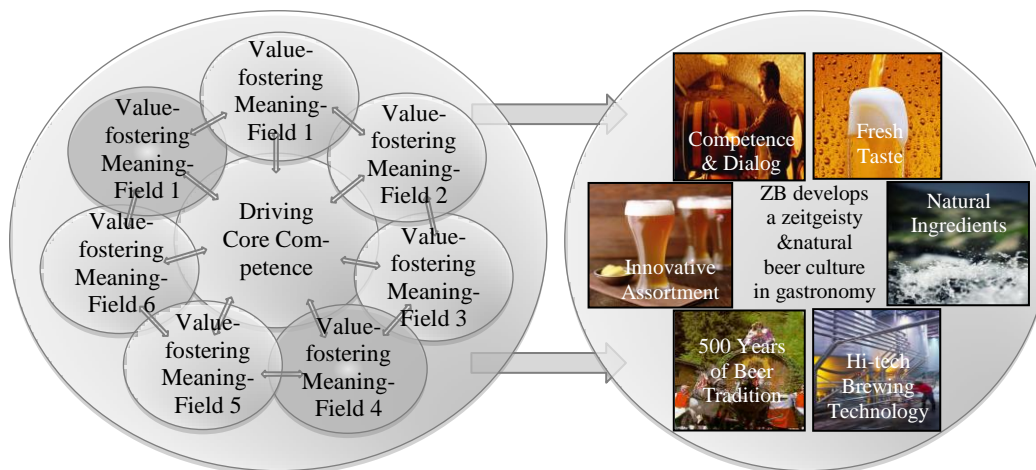 Value-
fostering
Meaning-
Field 1
Value-
fostering
Meaning-
Field 1
Value-
fostering
Meaning-
Field 2
Driving
Core Com-
petence
Value-
fostering
Meaning-
Field 6
Value-
fostering
Meaning-
Field 3
Value-
fostering
Meaning-
Field 5
Value-
fostering
Meaning-
Field 4
Competence
& Dialog
Fresh
Taste
Innovative
Assortment
ZB develops
a zeitgeisty
&natural
beer culture
in gastronomy
Natural
Ingredients
500 Years
of Beer
Tradition
Hi-tech
Brewing
Technology